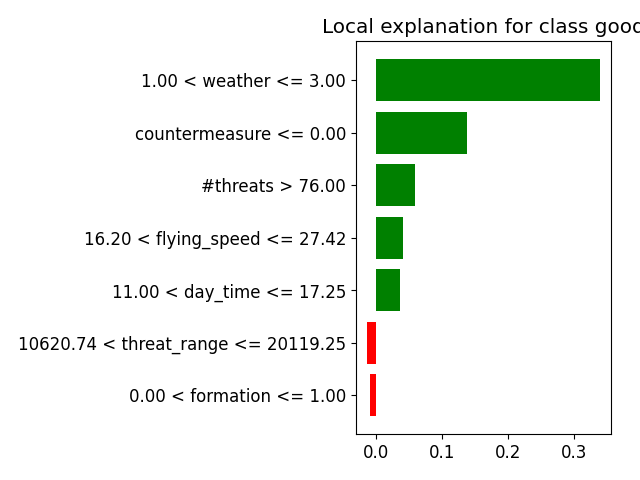 Local explanation for class good
1.00 < weather <= 3.00
countermeasure <= 0.00
#threats > 76.00
16.20 < flying_speed <= 27.42
11.00 < day_time <= 17.25
10620.74 < threat_range <= 20119.25
0.00 < formation <= 1.00
0.0 0.1 0.2 0.3